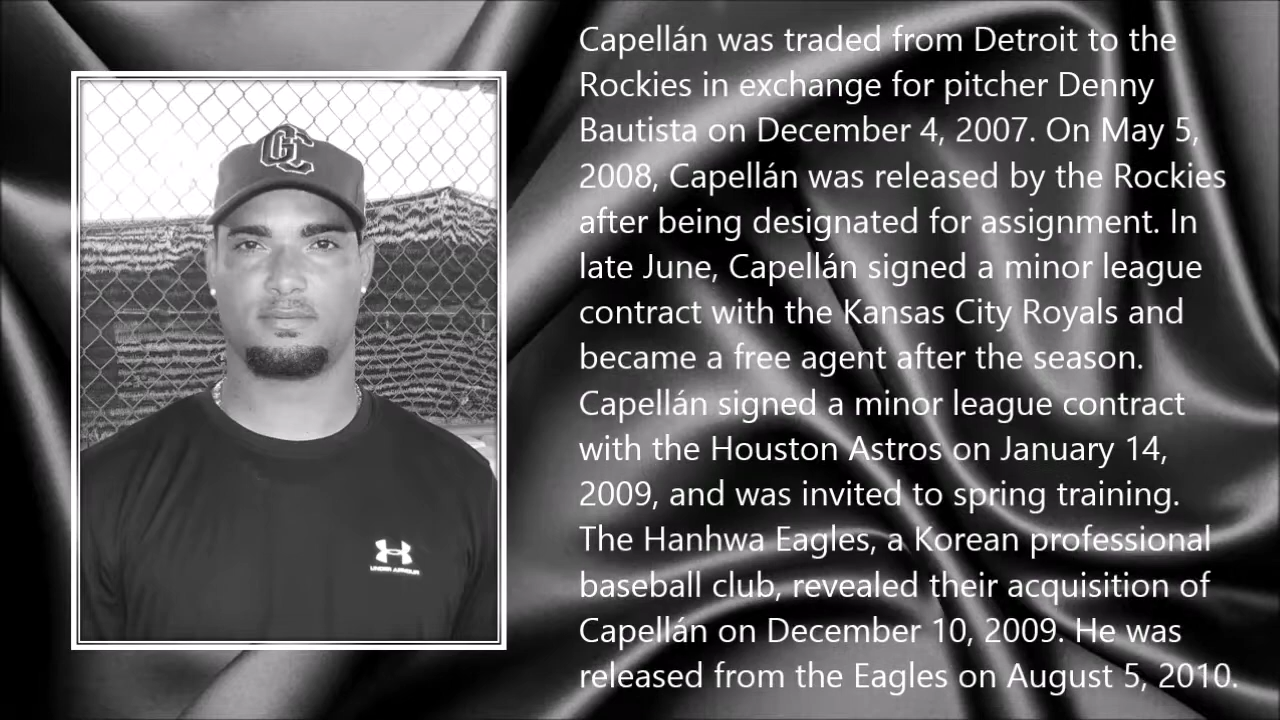 Capellán was traded from Detroit to the
Rockies in exchange for pitcher Denny
Bautista on December 4, 2007. On May 5,
2008, Capellán was released by the Rockies
after being designated for assignment. In
late June, Capellán signed a minor league
contract with the Kansas City Royals and
became a free agent after the season.
Capellán signed a minor league contract
with the Houston Astros on January 14,
2009, and was invited to spring training.
The Hanhwa Eagles, a Korean professional
baseball club, revealed their acquisition of
Capellán on December 10, 2009. He was
released from the Eagles on August 5, 2010.
GC
UNDER ARMOUR